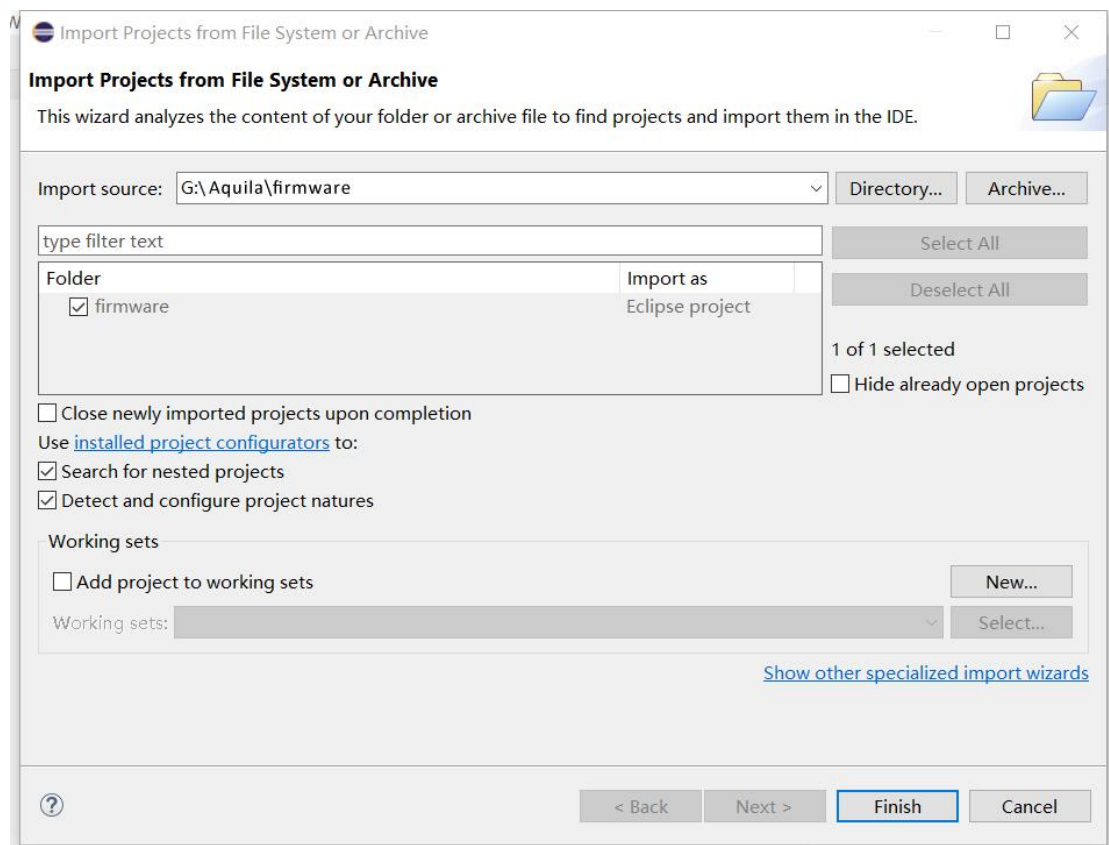 W
Import Projects from File System or Archive
Import Projects from File System or Archive
This wizard analyzes the content of your folder or archive file to find projects and import them in the IDE.
Import source: G:\Aquila\firmware Directory... Archive...
type filter text Select All
Folder Import as Deselect All
firmware Eclipse project
1 of 1 selected
Hide already open projects
Close newly imported projects upon completion
Use installed project configurators to:
Search for nested projects
Detect and configure project natures
Working sets
Add project to working sets New...
Working sets: Select...
Show other specialized import wizards
? < Back Next > Finish Cancel